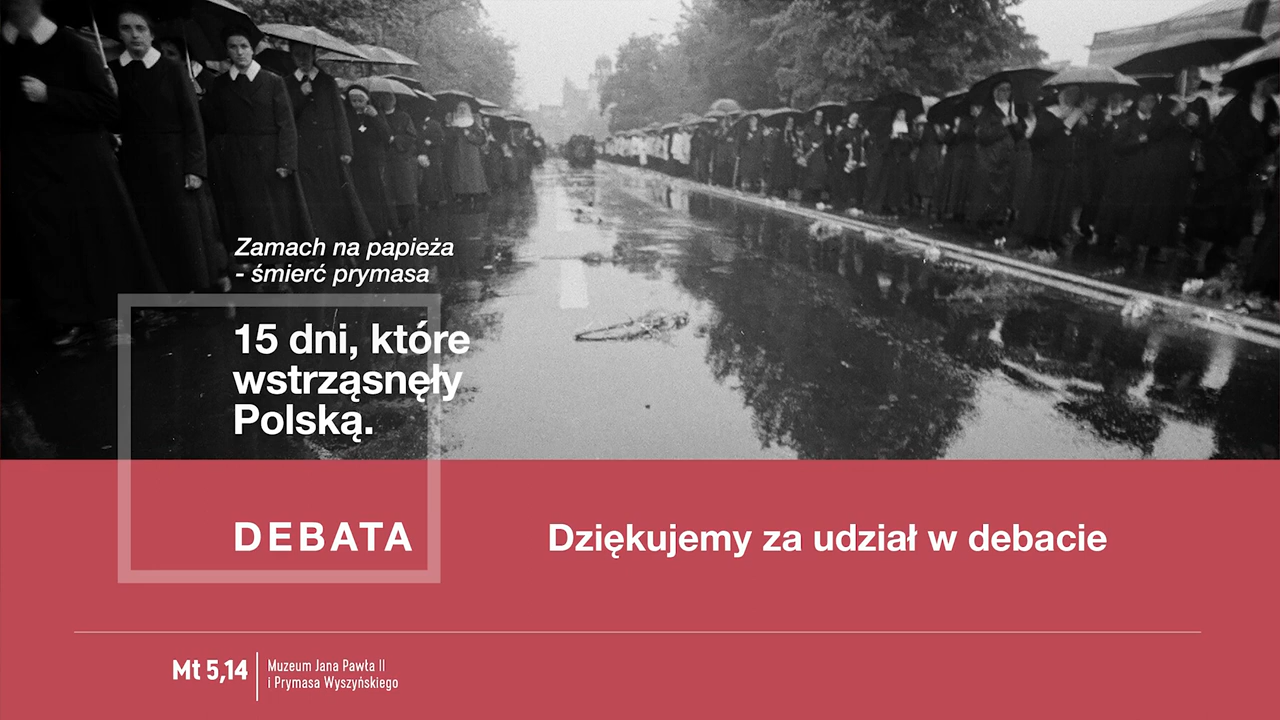 Zamach na papieża
- śmierć prymasa
15 dni, które
wstrząsnęły
Polską.
DEBATA
Dziękujemy za udział w debacie
Mt 5,14
Muzeum Jana Pawła II
i Prymasa Wyszyńskiego